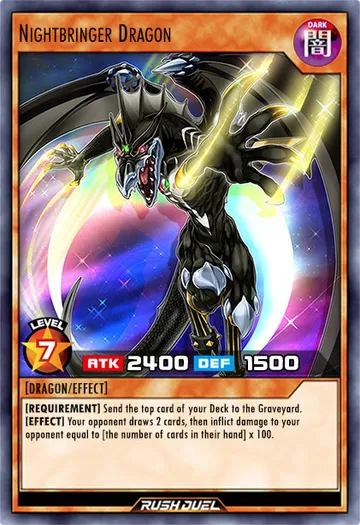 Nightbringer Dragon
DARK
闇
LEVEL
7
ATK 2400 DEF 1500
[DRAGON/EFFECT]
[REQUIREMENT] Send the top card of your Deck to the Graveyard.
[EFFECT] Your opponent draws 2 cards, then inflict damage to your
opponent equal to [the number of cards in their hand] x 100.
RUSH DUEL